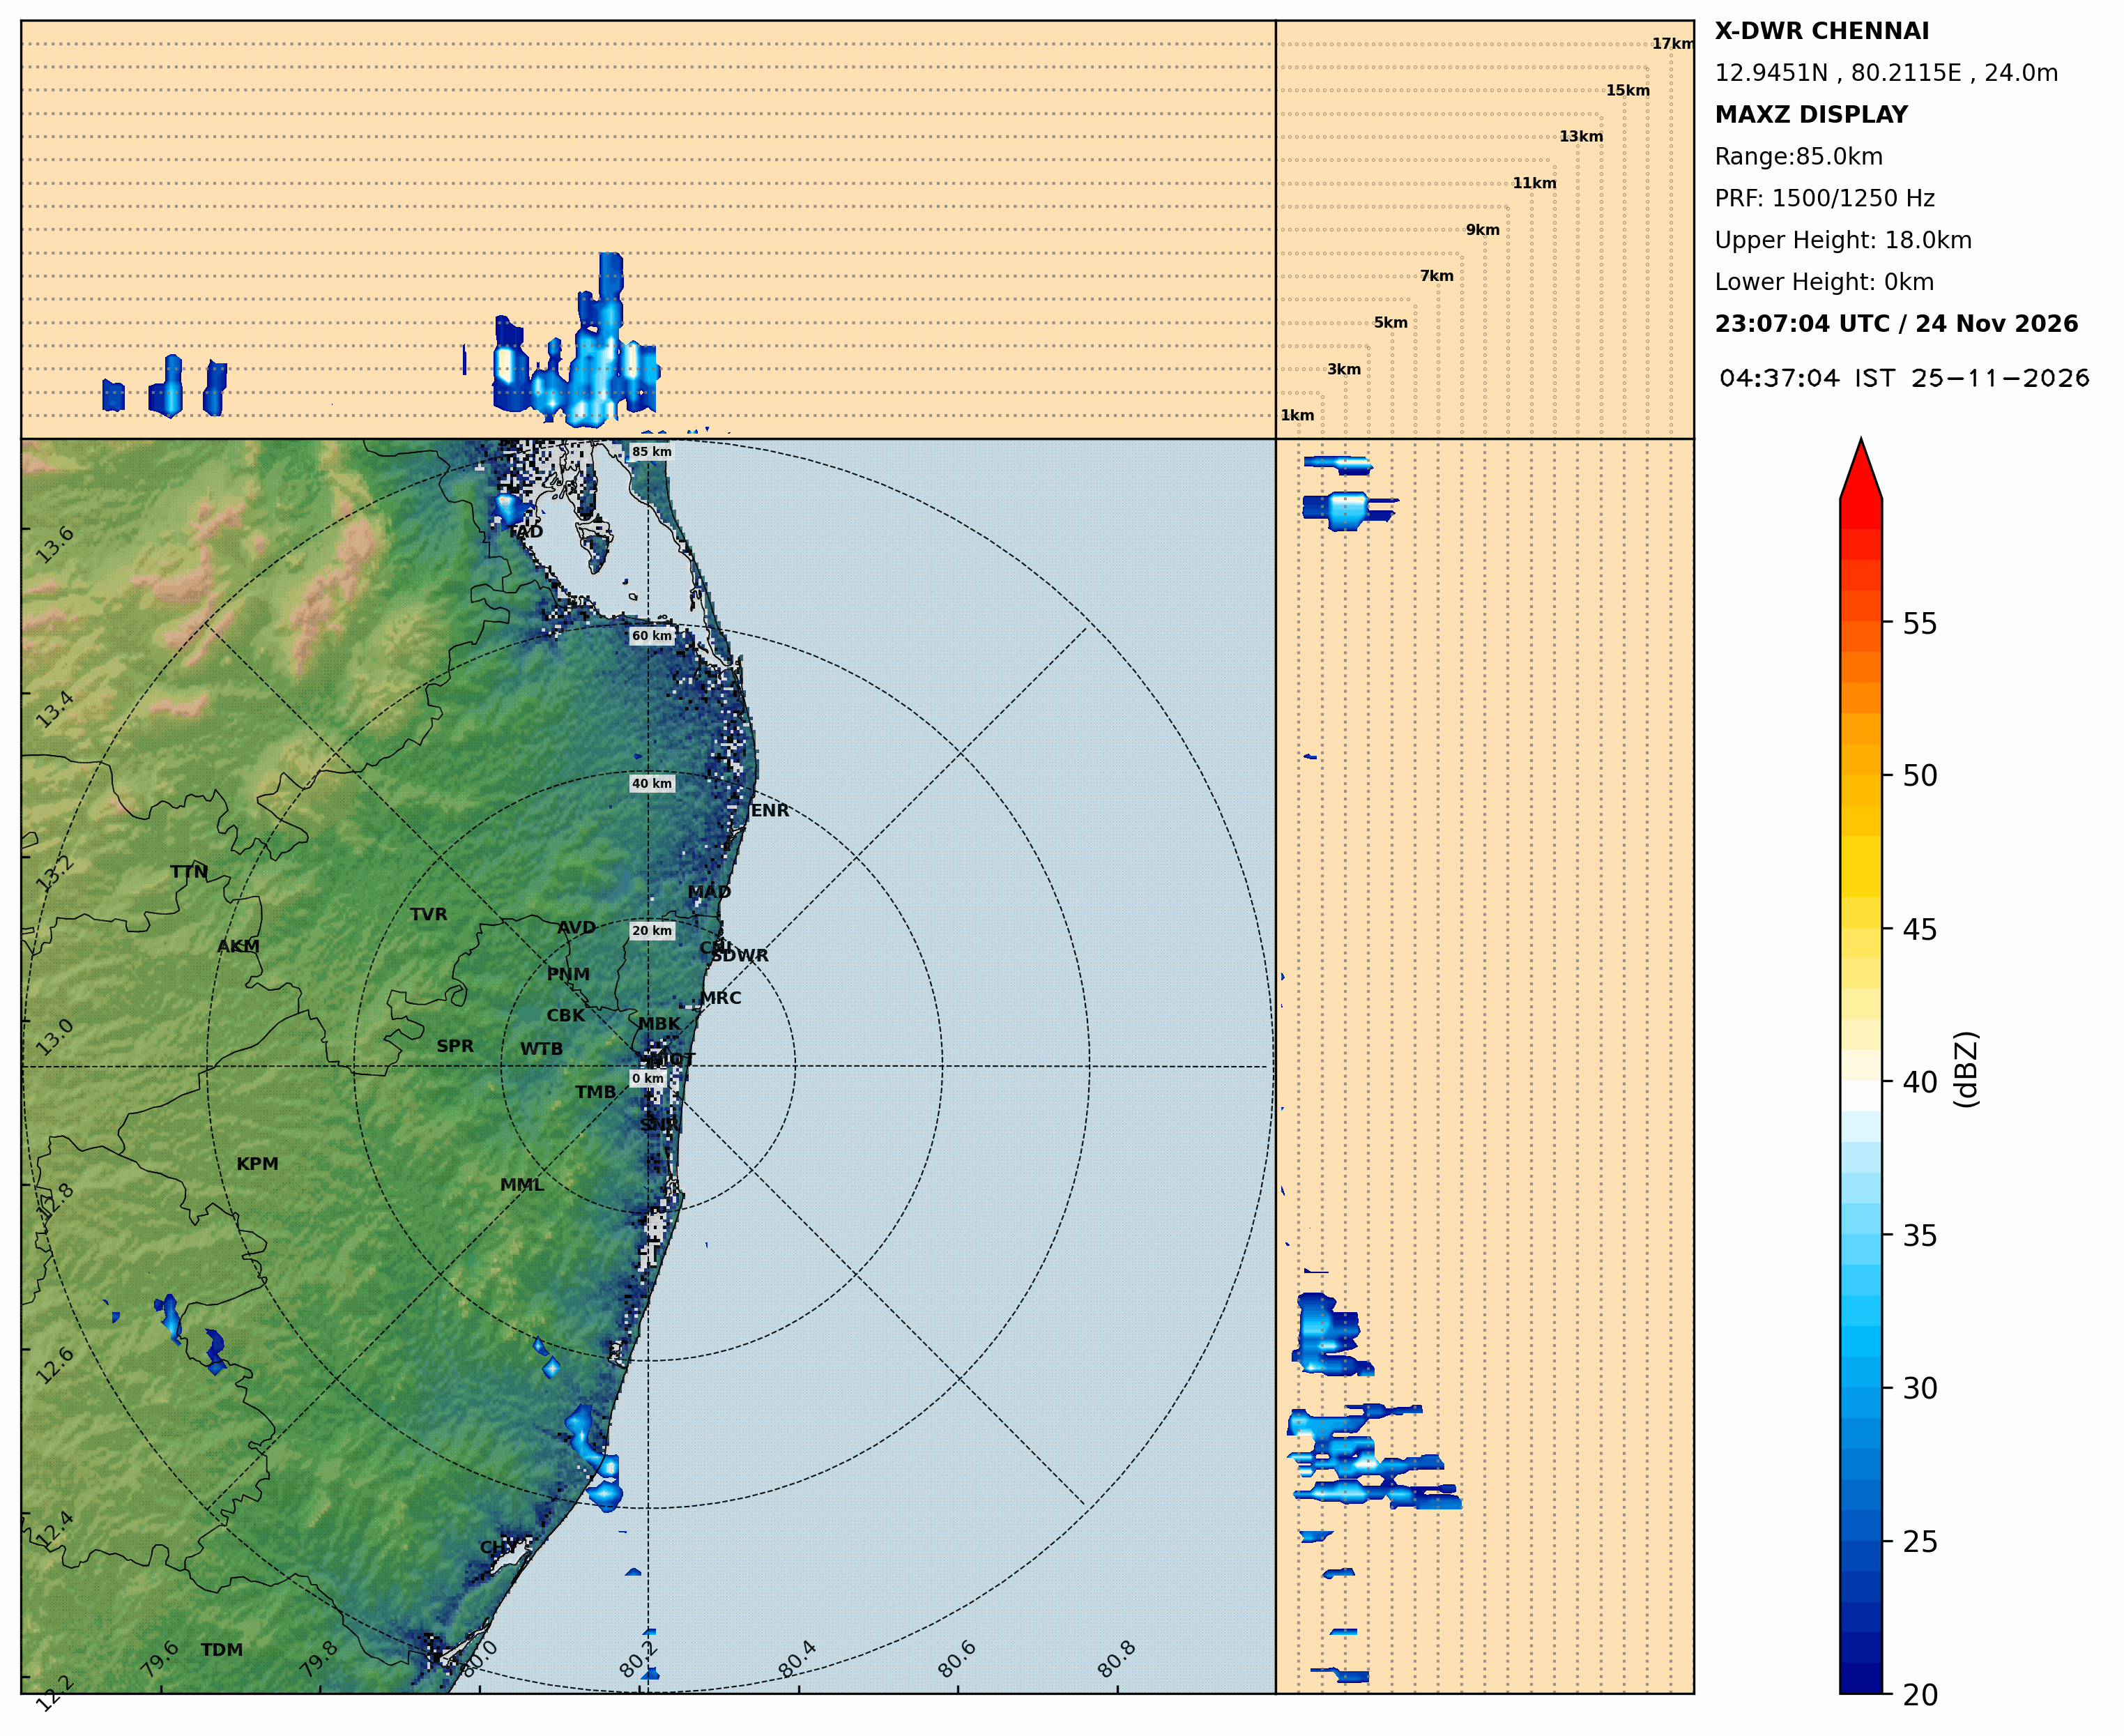 X-DWR CHENNAI
12.9451N , 80.2115E , 24.0m
MAXZ DISPLAY
Range:85.0km
PRF: 1500/1250 Hz
Upper Height: 18.0km
Lower Height: 0km
23:07:04 UTC / 24 Nov 2026
04:37:04 IST 25-11-2026
17km
15km
13km
11km
9km
7km
5km
3km
1km
85 km
TAD
13.6
60 km
13.4
40 km
ENR
13.2
TTN
MAD
TVR
AVD
20 km
AKM
SDWR
PNM
MRC
CBK
MBK
13.0
SPR
WTB
0 km
TMB
SNR
KPM
MML
12.8
12.6
12.4
CHY
TDM
12.2
79.6
79.8
80.0
80.2
80.4
80.6
80.8
55
50
45
40
35
30
25
20
(dBZ)